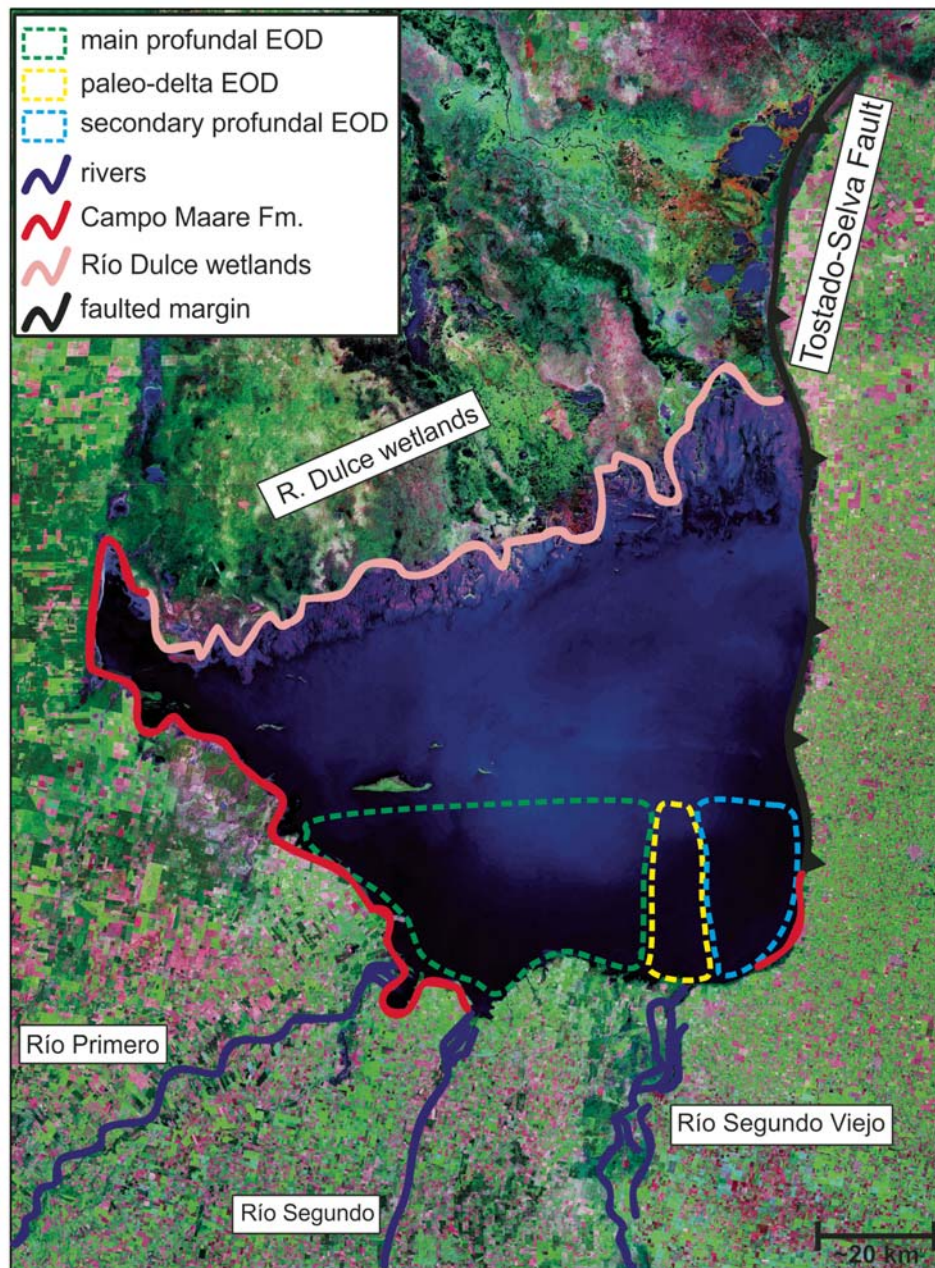 main profundal EOD
paleo-delta EOD
secondary profundal EOD
rivers
Campo Maare Fm.
Río Dulce wetlands
faulted margin
Tostado-Selva Fault
R. Dulce wetlands
Río Primero
Río Segundo Viejo
Río Segundo
~20 km